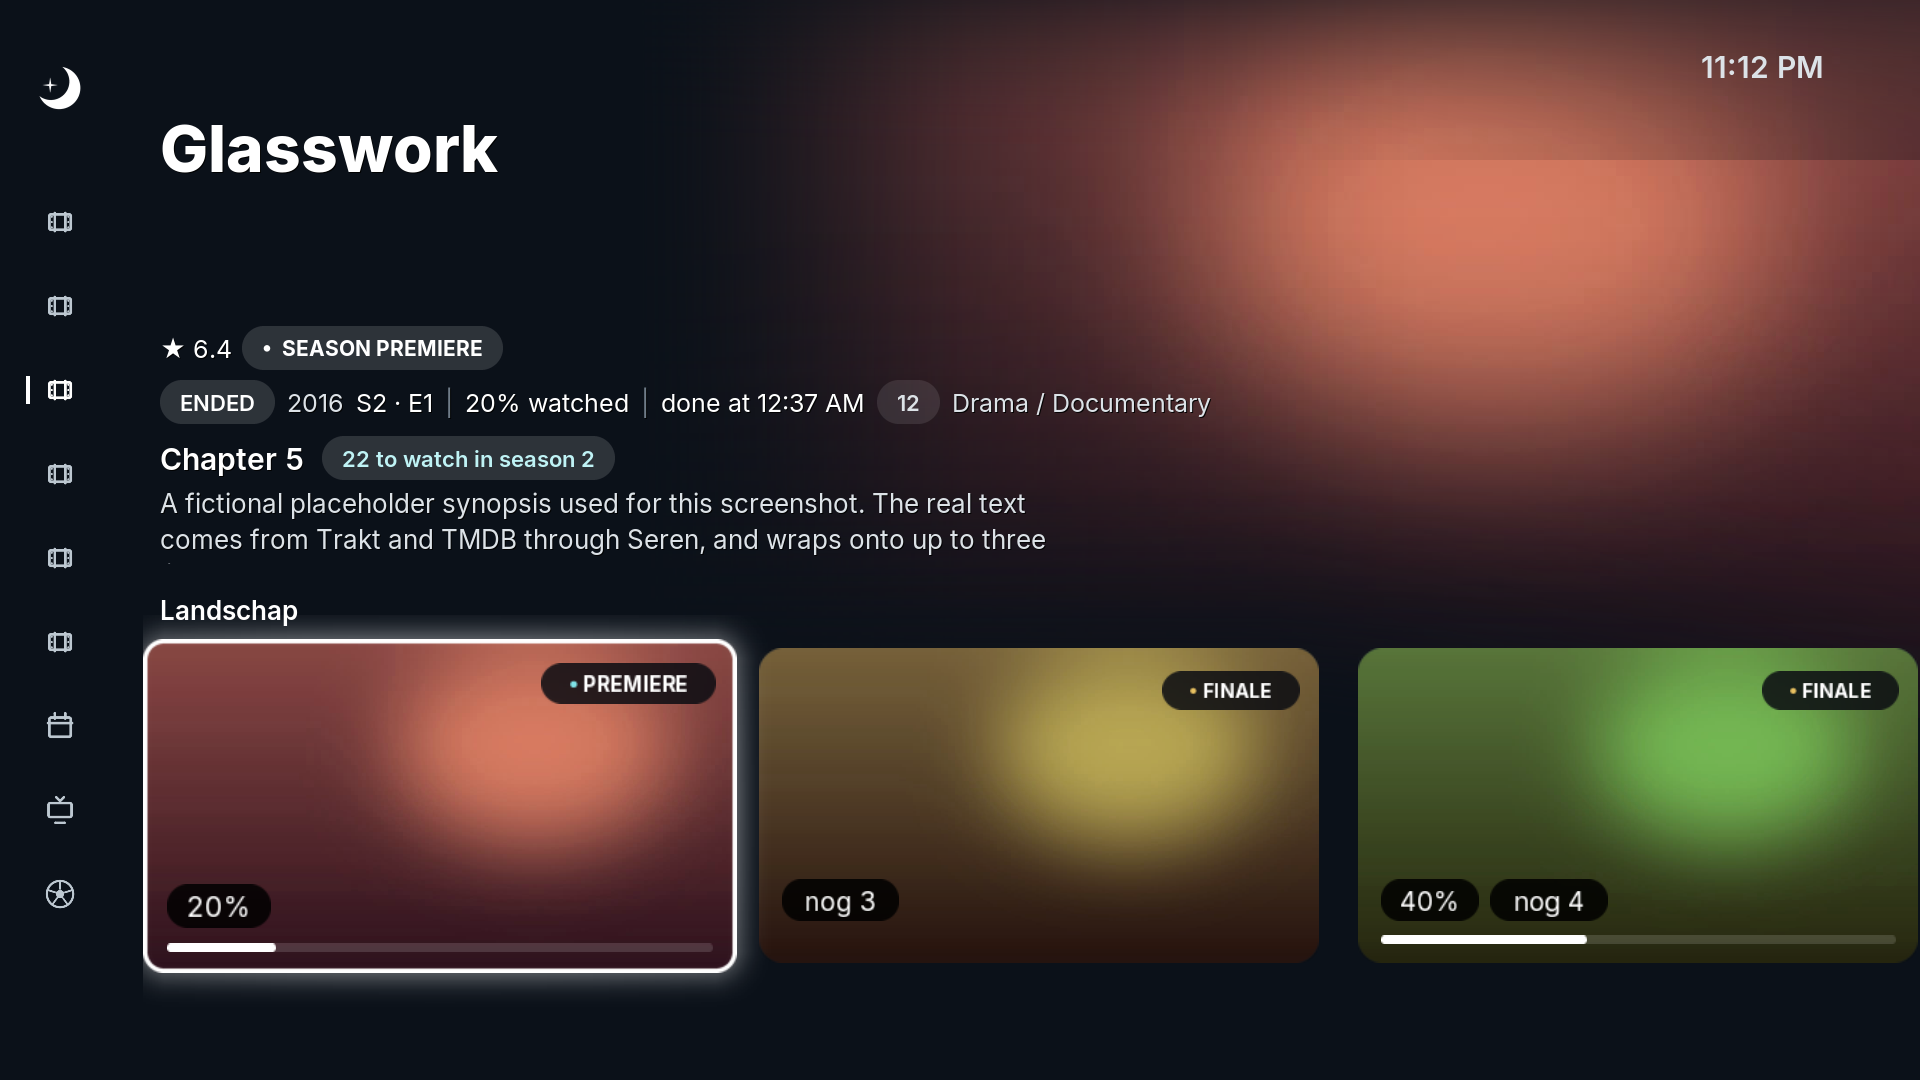 11:12 PM
Glasswork
★ 6.4 • SEASON PREMIERE
ENDED 2016 S2 · E1 | 20% watched | done at 12:37 AM 12 Drama / Documentary
Chapter 5 22 to watch in season 2
A fictional placeholder synopsis used for this screenshot. The real text
comes from Trakt and TMDB through Seren, and wraps onto up to three
Landschap
• PREMIERE
20%
• FINALE
nog 3
• FINALE
40% nog 4